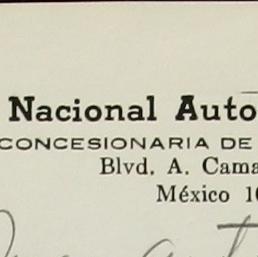 Nacional Auto
CONCESIONARIA DE
Blvd. A. Cama
México 1